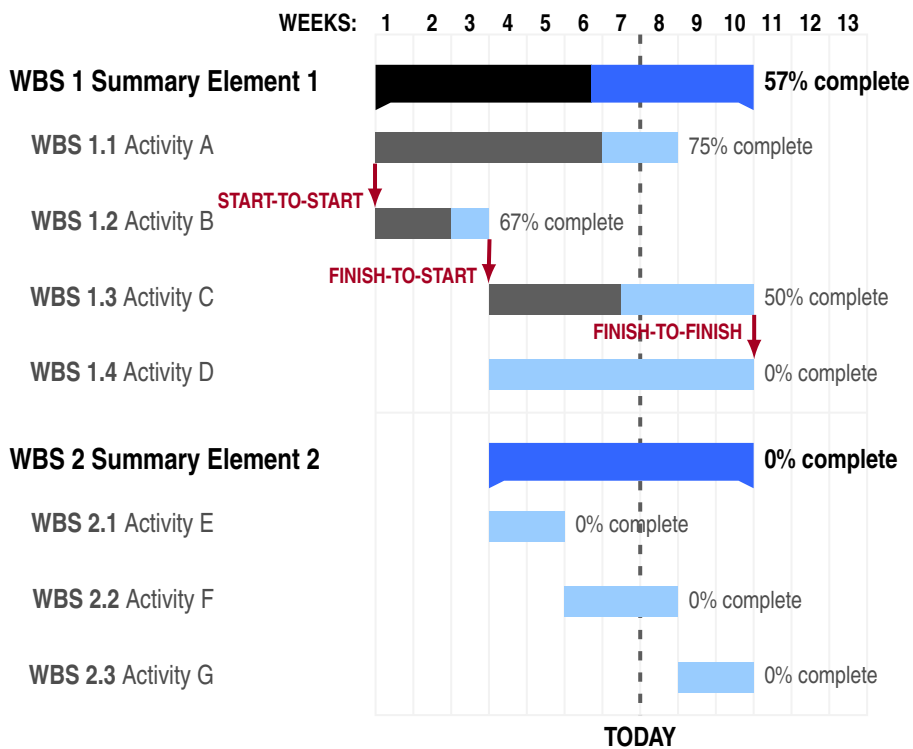 WEEKS: 1 2 3 4 5 6 7 8 9 10 11 12 13
WBS 1 Summary Element 1 57% complete
WBS 1.1 Activity A 75% complete
START-TO-START
WBS 1.2 Activity B 67% complete
FINISH-TO-START
WBS 1.3 Activity C 50% complete
FINISH-TO-FINISH
WBS 1.4 Activity D 0% complete
WBS 2 Summary Element 2 0% complete
WBS 2.1 Activity E 0% complete
WBS 2.2 Activity F 0% complete
WBS 2.3 Activity G 0% complete
TODAY